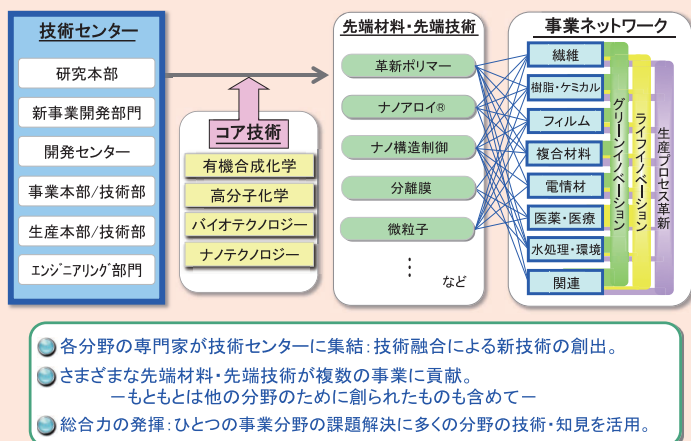 技術センター
研究本部
新事業開発部門
開発センター
事業本部/技術部
生産本部/技術部
エンジニアリング部門
コア技術
有機合成化学
高分子化学
バイオテクノロジー
ナノテクノロジー
先端材料・先端技術
革新ポリマー
ナノアロイ®
ナノ構造制御
分離膜
微粒子
⋮
など
事業ネットワーク
繊維
樹脂・ケミカル
フィルム
複合材料
電情材
医薬・医療
水処理・環境
関連
グリーンイノベーション
ライフイノベーション
生産プロセス革新
各分野の専門家が技術センターに集結:技術融合による新技術の創出。
さまざまな先端材料・先端技術が複数の事業に貢献。
ーもともとは他の分野のために創られたものも含めてー
総合力の発揮:ひとつの事業分野の課題解決に多くの分野の技術・知見を活用。